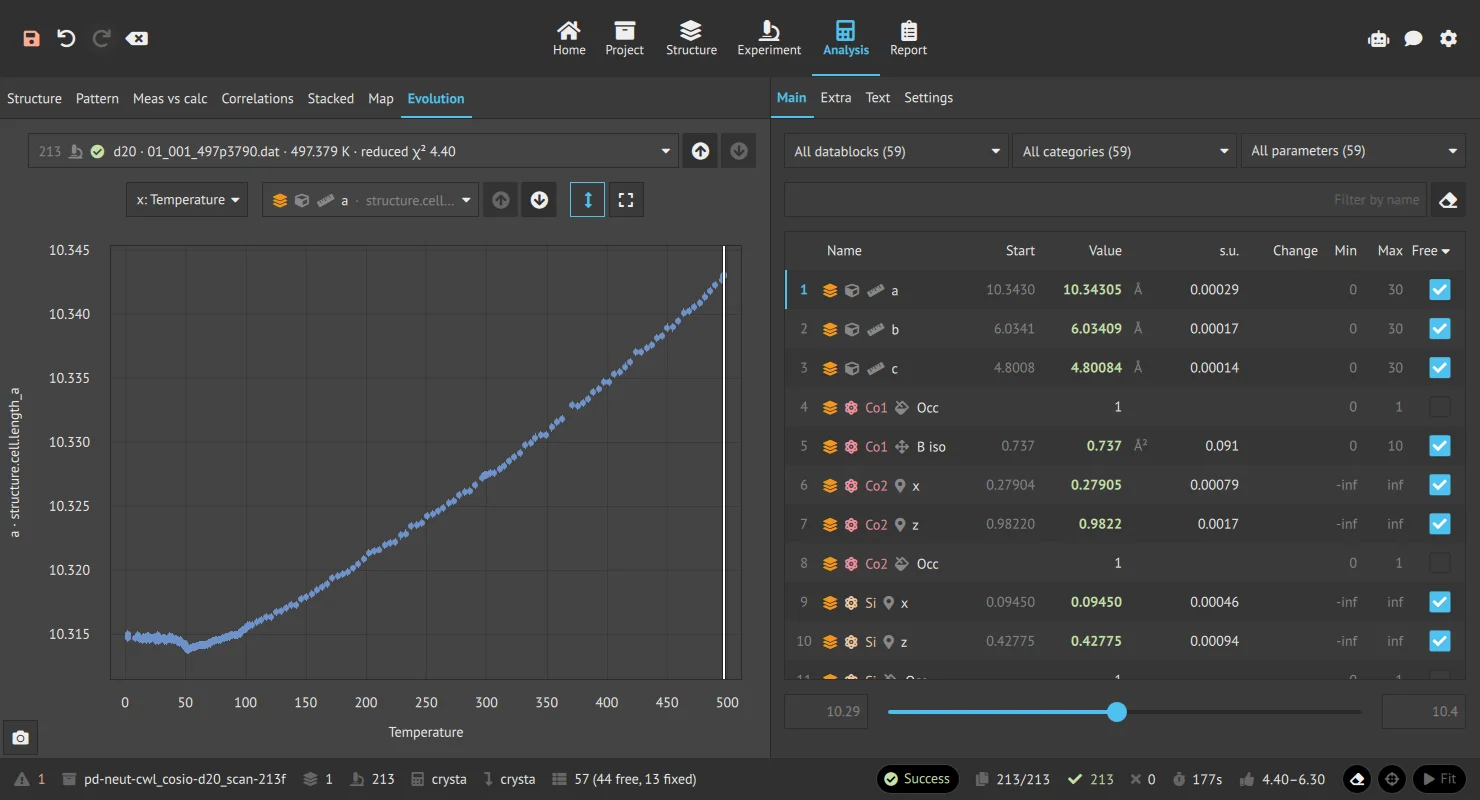 Home Project Structure Experiment Analysis Report
Structure Pattern Meas vs calc Correlations Stacked Map Evolution
Main Extra Text Settings
213 d20 · 01_001_497p3790.dat · 497.379 K · reduced χ² 4.40
All datablocks (59) All categories (59) All parameters (59)
x: Temperature a · structure.cell...
Filter by name
Name Start Value s.u. Change Min Max Free
1 a 10.3430 10.34305 Å 0.00029 0 30
2 b 6.0341 6.03409 Å 0.00017 0 30
3 c 4.8008 4.80084 Å 0.00014 0 30
4 Co1 Occ 1 0 1
5 Co1 B iso 0.737 0.737 Å² 0.091 0 10
6 Co2 x 0.27904 0.27905 0.00079 -inf inf
7 Co2 z 0.98220 0.9822 0.0017 -inf inf
8 Co2 Occ 1 0 1
9 Si x 0.09450 0.09450 0.00046 -inf inf
10 Si z 0.42775 0.42775 0.00094 -inf inf
11 Si Occ 1 0 1
10.29 10.4
a · structure.cell.length_a
10.345
10.340
10.335
10.330
10.325
10.320
10.315
0 50 100 150 200 250 300 350 400 450 500
Temperature
1 pd-neut-cwl_cosio-d20_scan-213f 1 213 crysta crysta 57 (44 free, 13 fixed)
Success 213/213 213 0 177s 4.40–6.30 Fit